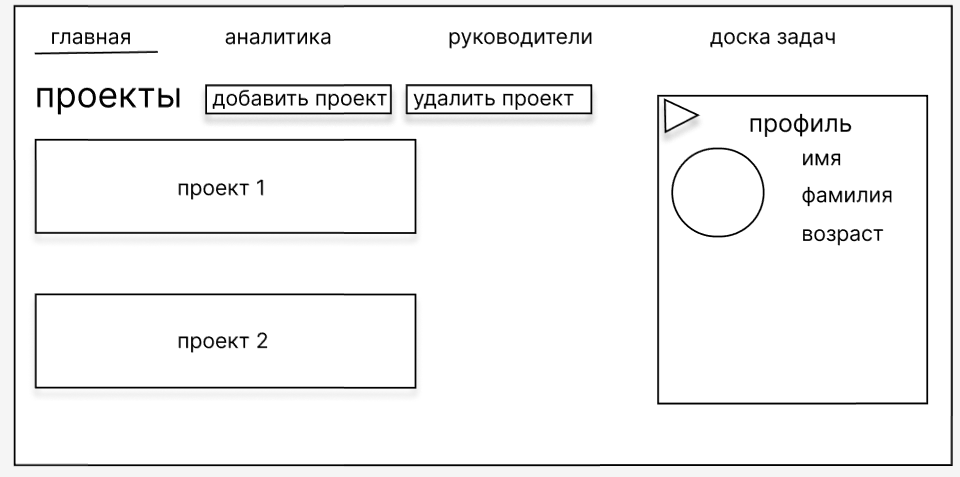 главная аналитика руководители доска задач
проекты добавить проект удалить проект
профиль
имя
фамилия
возраст
проект 1
проект 2